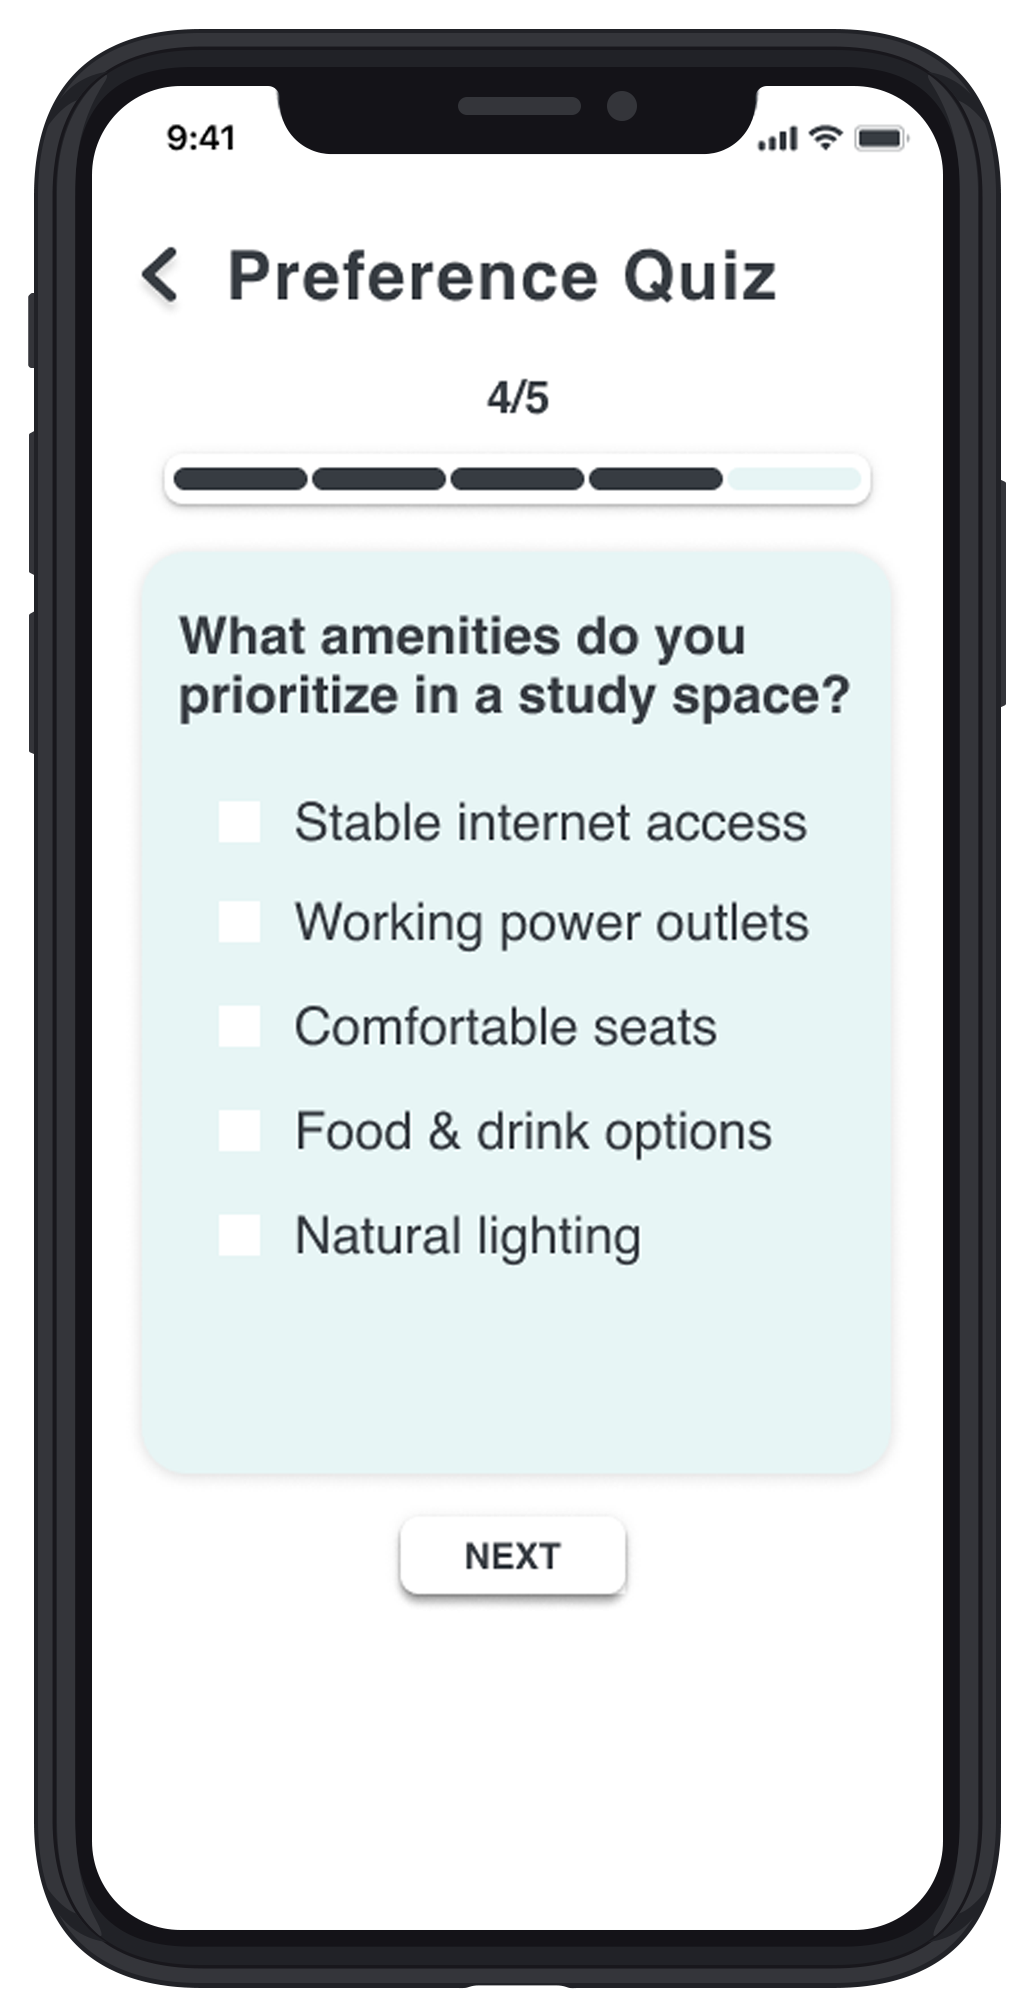 9:41
Preference Quiz
4/5
What amenities do you
prioritize in a study space?
Stable internet access
Working power outlets
Comfortable seats
Food & drink options
Natural lighting
NEXT